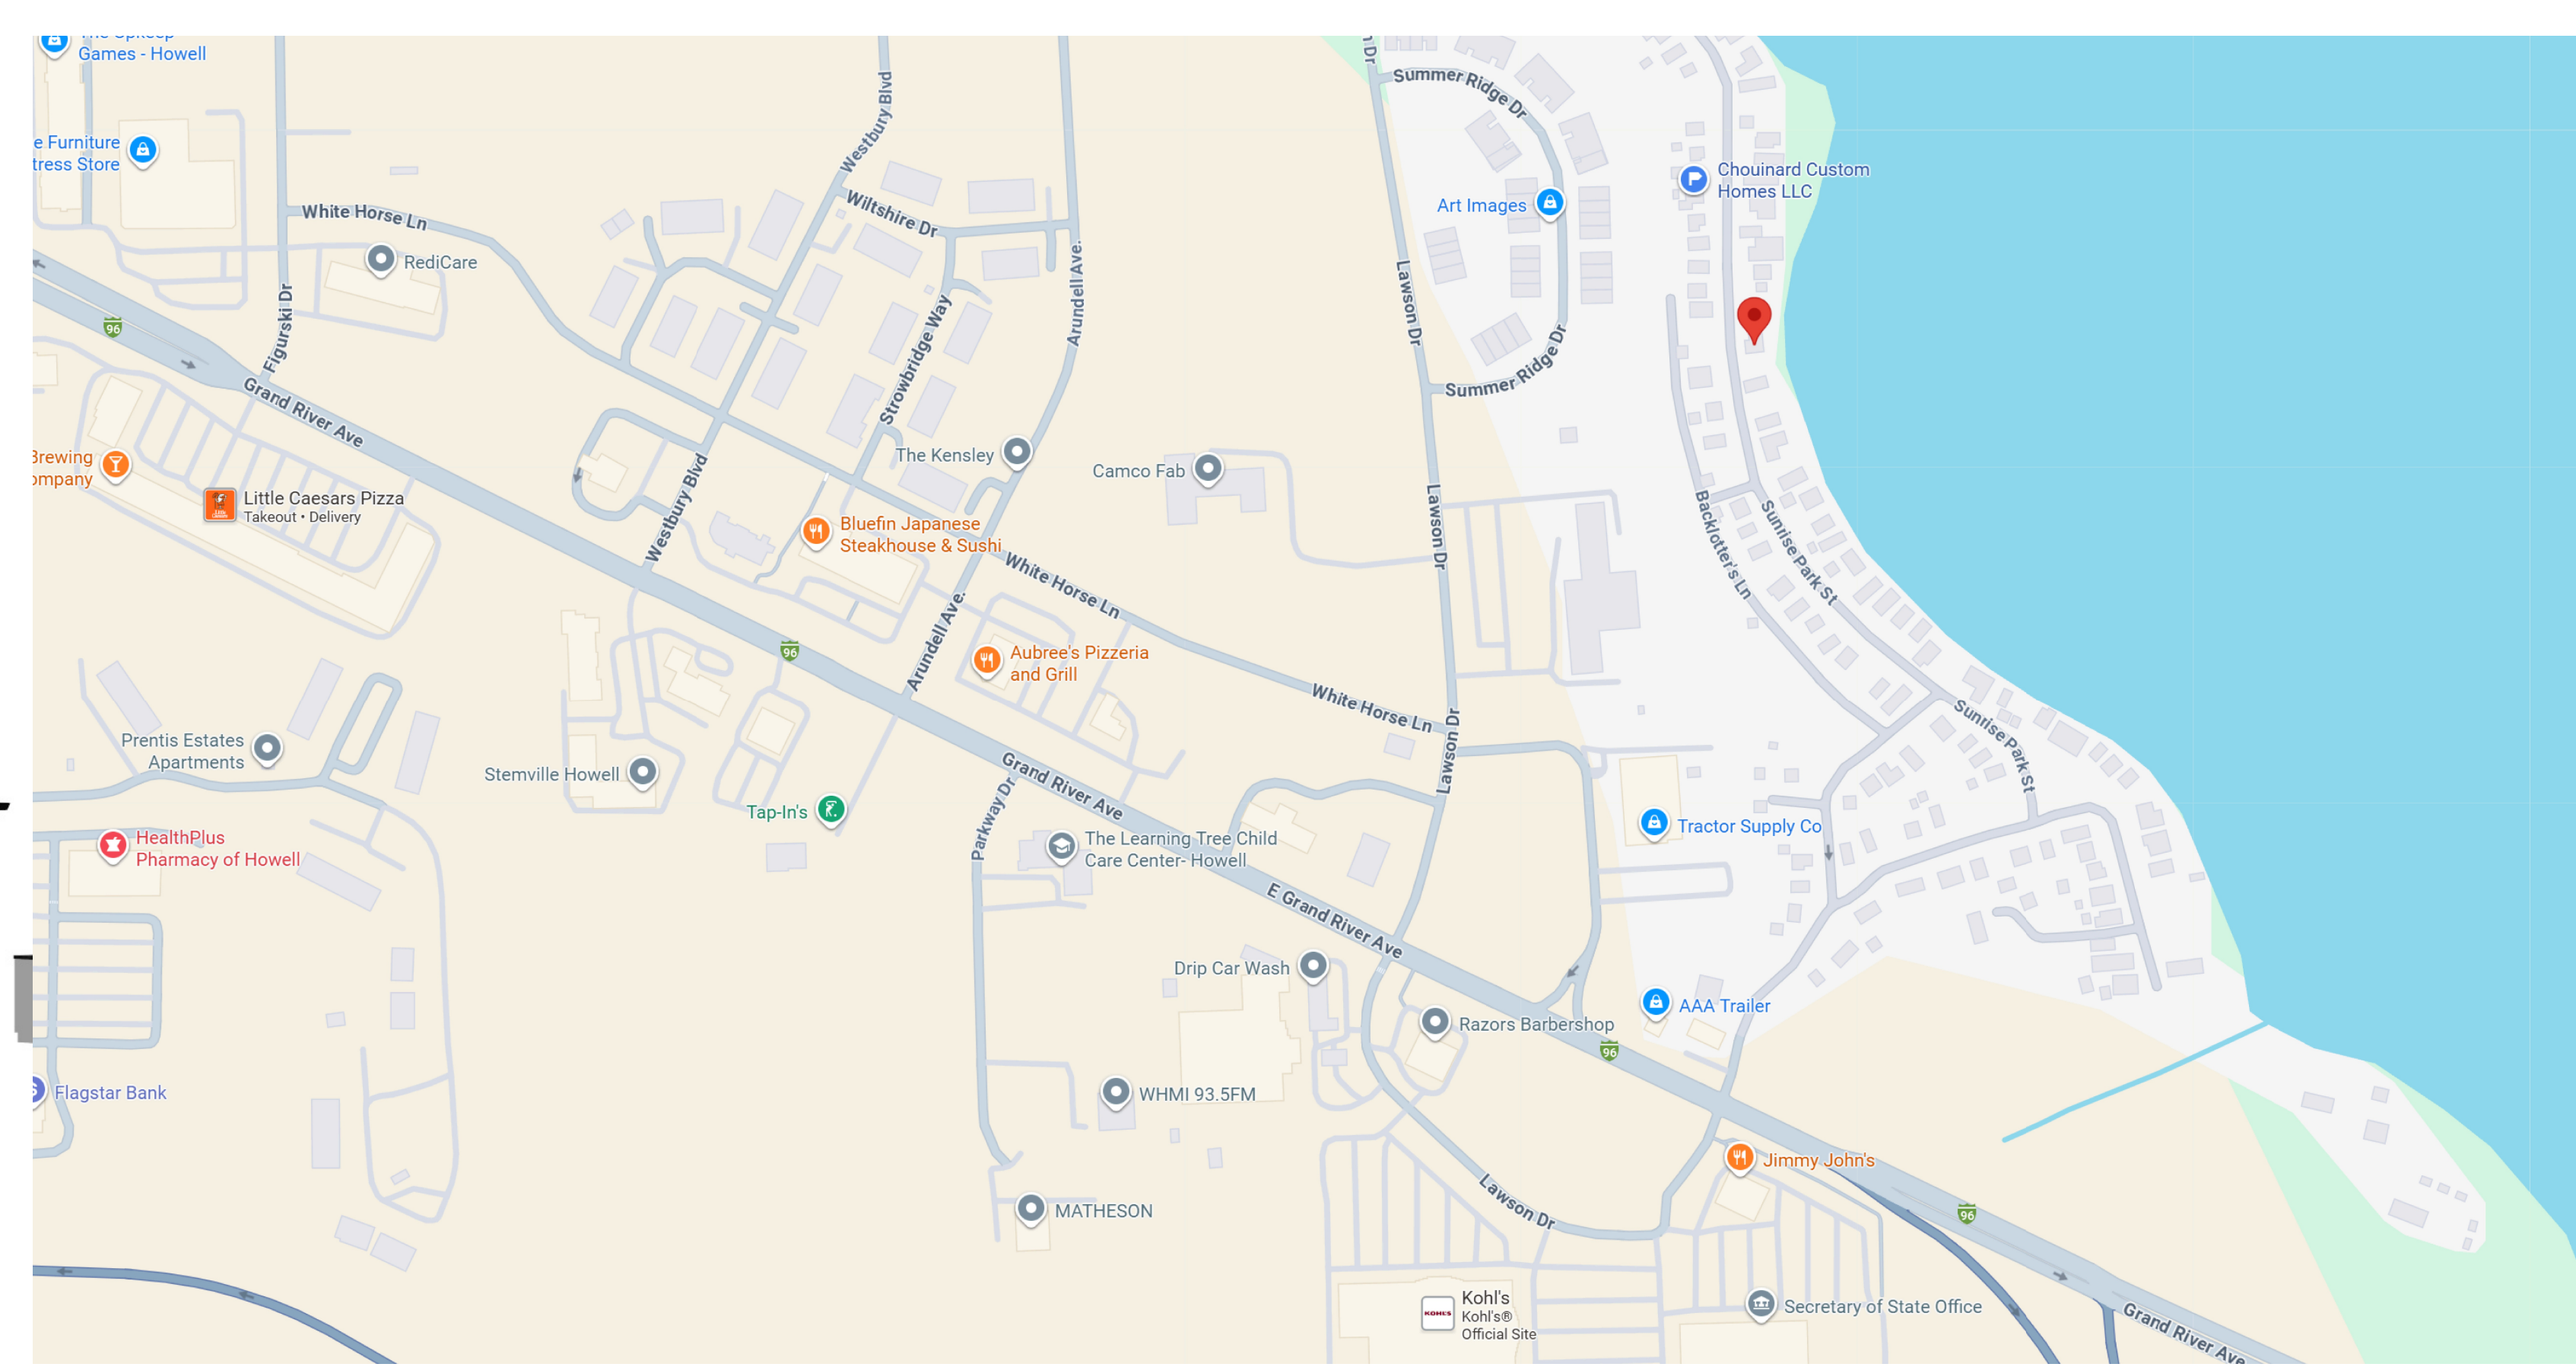 Games - Howell
e Furniture
tress Store
White Horse Ln
RediCare
Figurski Dr
96
Grand River Ave
Brewing
ompany
Little Caesars Pizza
Takeout • Delivery
Westbury Blvd
Wiltshire Dr
Arundell Ave.
Strowbridge Way
The Kensley
Westbury Blvd
Bluefin Japanese
Steakhouse & Sushi
Camco Fab
Summer Ridge Dr
Art Images
Lawson Dr
Summer Ridge Dr
Chouinard Custom
Homes LLC
Lawson Dr
Backlotter's Ln
Sunrise Park St
White Horse Ln
Arundell Ave.
96
Aubree's Pizzeria
and Grill
White Horse Ln
Lawson Dr
Sunrise Park St
Prentis Estates
Apartments
Stemville Howell
Tap-In's
Grand River Ave
Parkway Dr
HealthPlus
Pharmacy of Howell
The Learning Tree Child
Care Center- Howell
Tractor Supply Co
E Grand River Ave
Drip Car Wash
AAA Trailer
Razors Barbershop
96
Flagstar Bank
WHMI 93.5FM
Jimmy John's
MATHESON
Lawson Dr
96
KOHL'S
Kohl's
Kohl's®
Official Site
Secretary of State Office
Grand River Ave